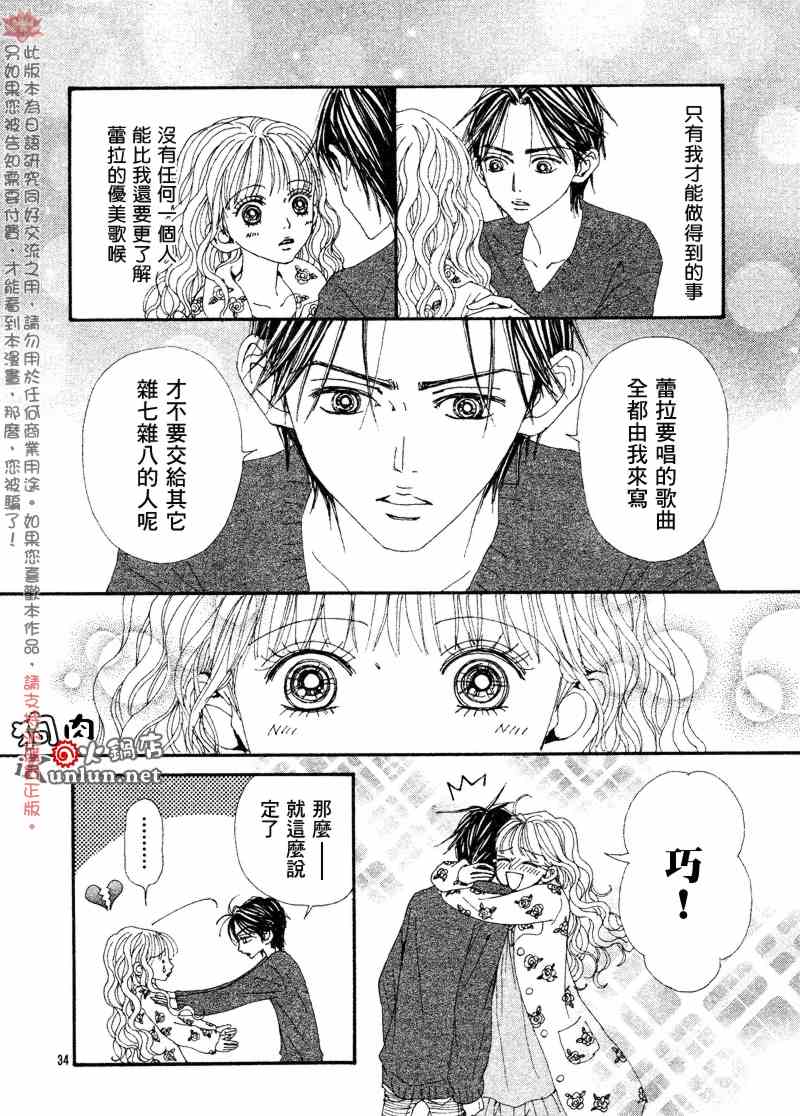 只有我才能做得到的事
沒有任何一個人
能比我還要更了解
蕾拉的優美歌喉
蕾拉要唱的歌曲
全都由我來寫
才不要交給其它
雜七雜八的人呢
巧！
那麼——
就這麼說
定了
………
34
此版本為日語研究同好交流之用，請勿用於任何商業用途。如果您喜歡本作品，請支持並購買正版。
只如果您被告知需要付費，才能看到本漫畫，那麼，您被騙了！
肉
火鍋店
unlun.net